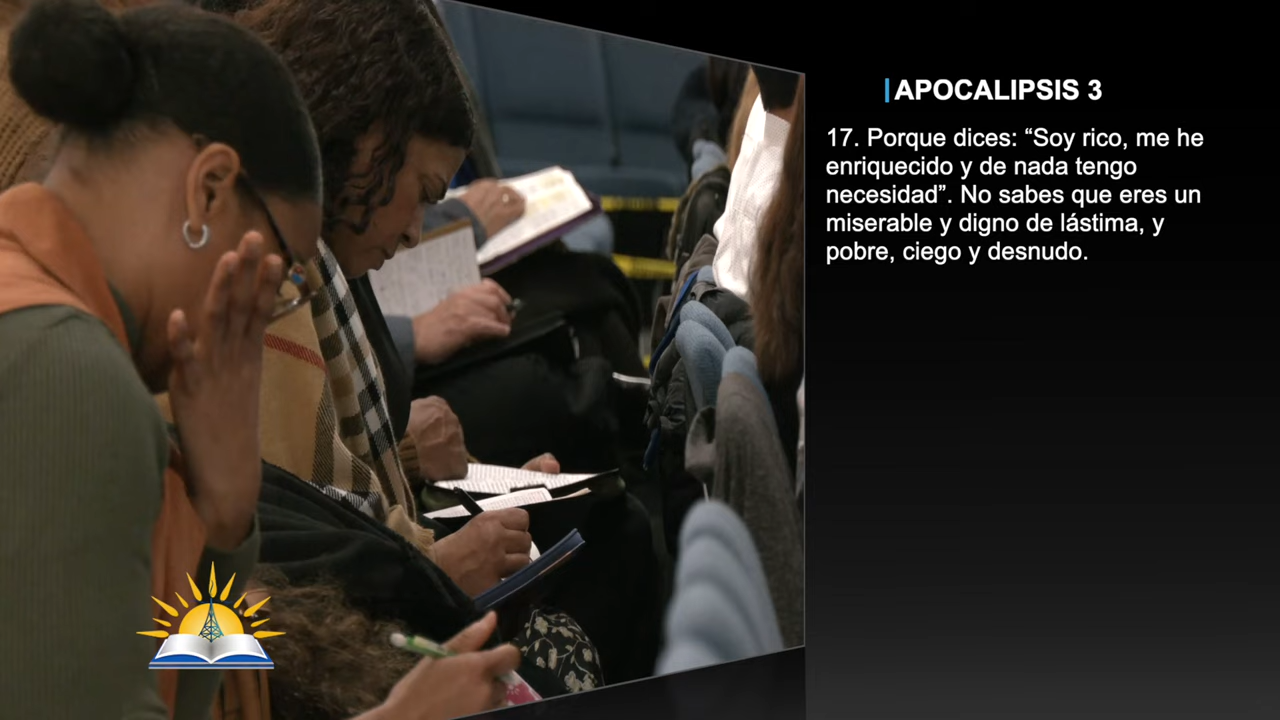 APOCALIPSIS 3
17. Porque dices: “Soy rico, me he
enriquecido y de nada tengo
necesidad”. No sabes que eres un
miserable y digno de lástima, y
pobre, ciego y desnudo.